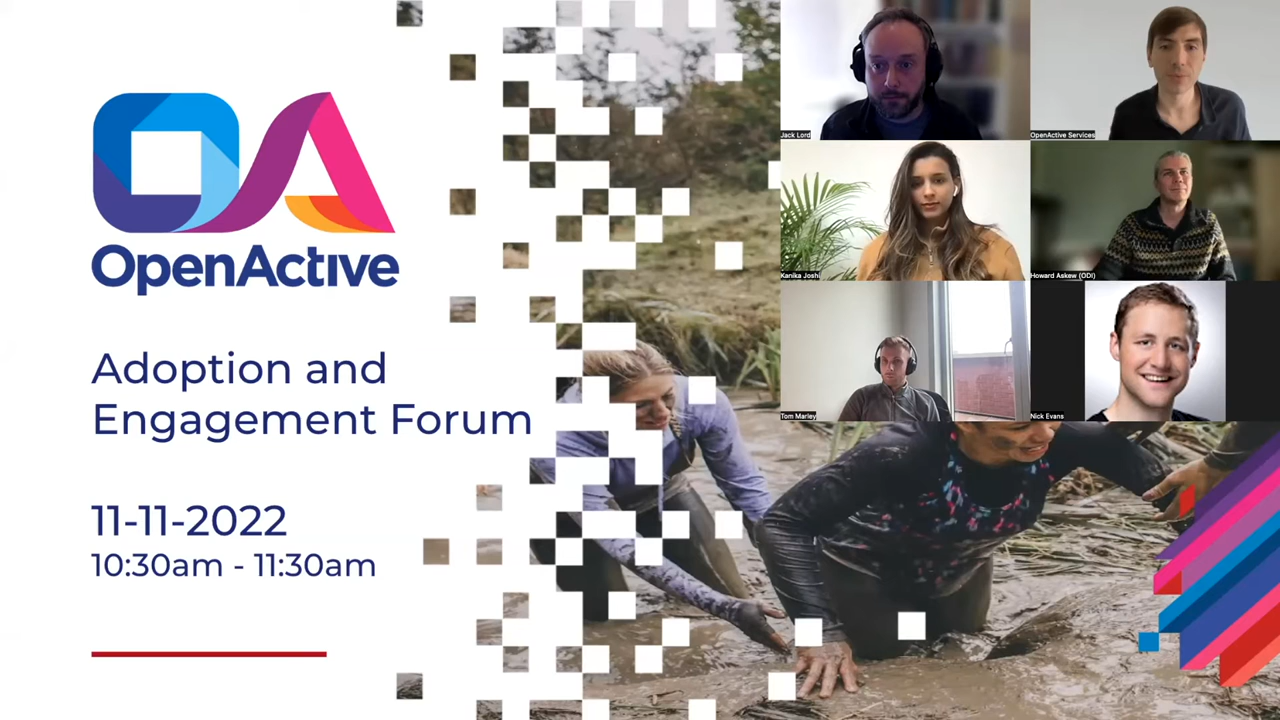 OA
OpenActive
Adoption and
Engagement Forum
11-11-2022
10:30am - 11:30am
Jack Lord
OpenActive Services
Kanika Joshi
Howard Askew (ODI)
Tom Marley
Nick Evans